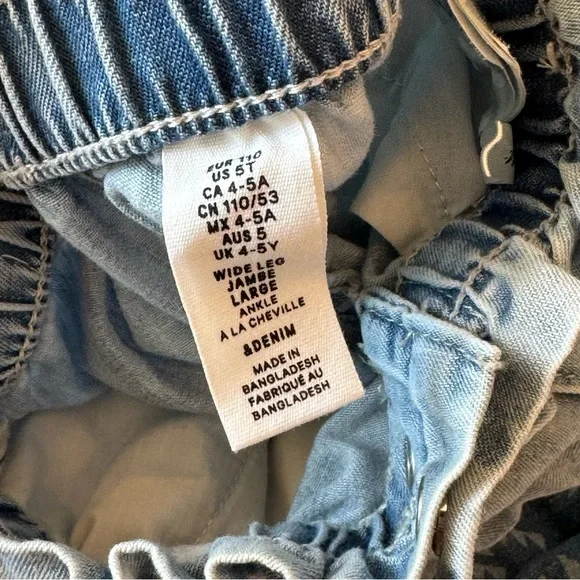 EUR 110
US 5T
CA 4-5A
CN 110/53
MX 4-5A
AUS 5
UK 4-5Y
WIDE LEG
JAMBE
LARGE
ANKLE
A LA CHEVILLE
&DENIM
MADE IN
BANGLADESH
FABRIQUÉ AU
BANGLADESH